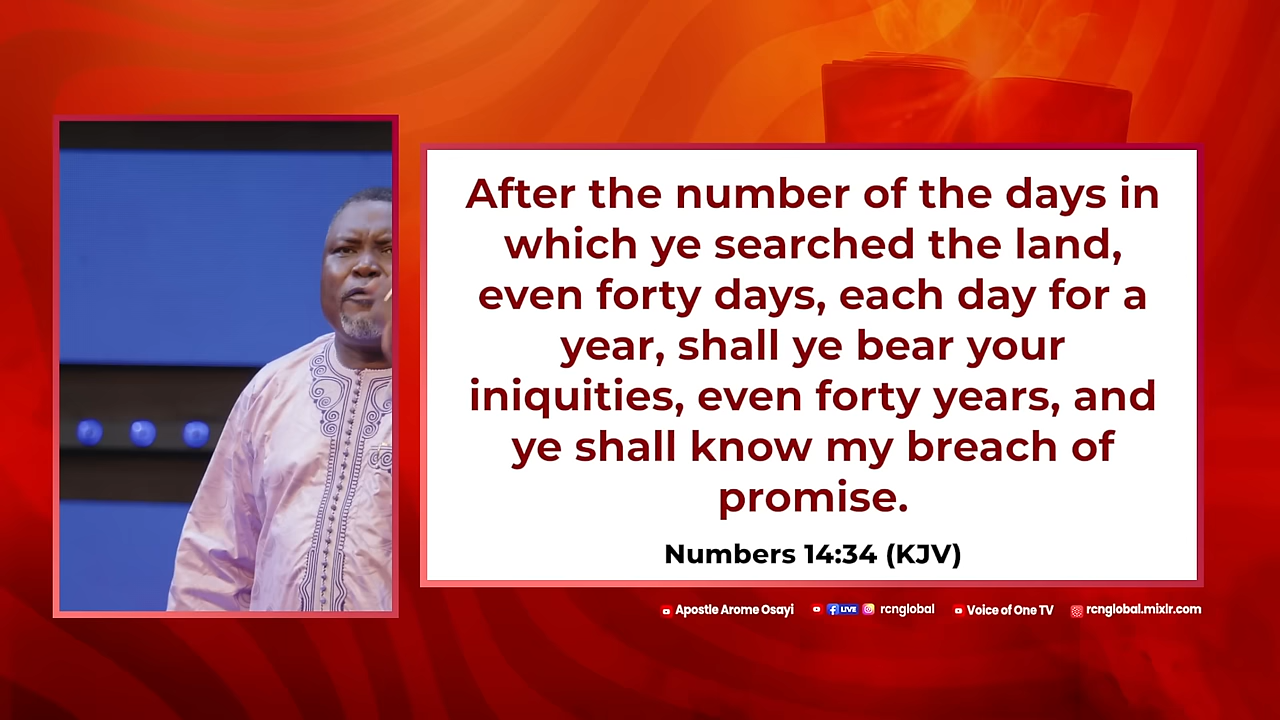 After the number of the days in
which ye searched the land,
even forty days, each day for a
year, shall ye bear your
iniquities, even forty years, and
ye shall know my breach of
promise.
Numbers 14:34 (KJV)
Apostle Arome Osayi LIVE rcnglobal Voice of One TV rcnglobal.mixlr.com